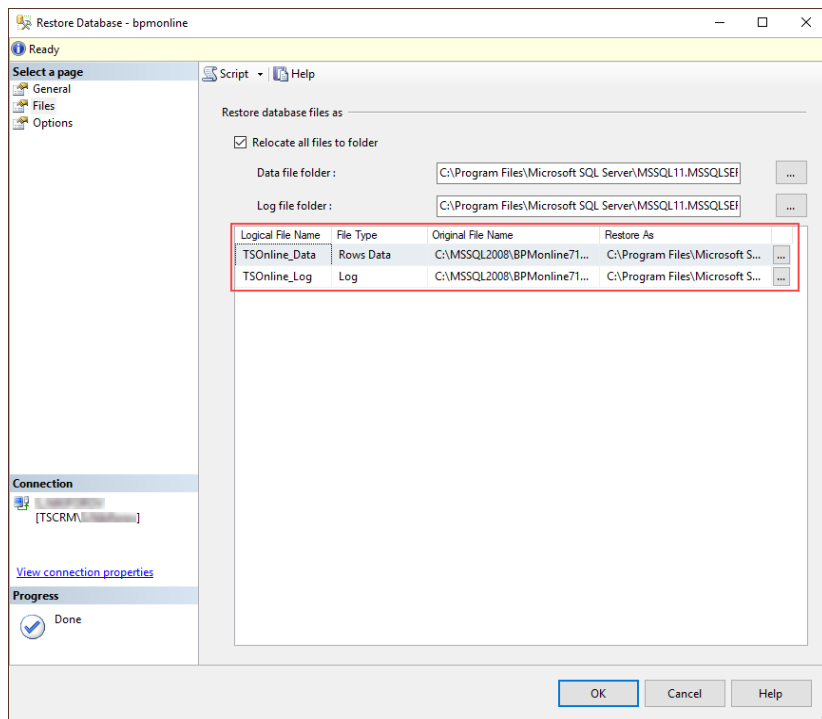 Restore Database - bpmonline
Ready
Select a page
General
Files
Options
Script
Help
Restore database files as
Relocate all files to folder
Data file folder :
C:\Program Files\Microsoft SQL Server\MSSQL11.MSSQLSEF
...
Log file folder :
C:\Program Files\Microsoft SQL Server\MSSQL11.MSSQLSEF
...
Logical File Name File Type Original File Name Restore As
TSOnline_Data Rows Data C:\MSSQL2008\BPMonline71... C:\Program Files\Microsoft S... ...
TSOnline_Log Log C:\MSSQL2008\BPMonline71... C:\Program Files\Microsoft S... ...
Connection
[TSCRM\ ]
View connection properties
Progress
Done
OK Cancel Help